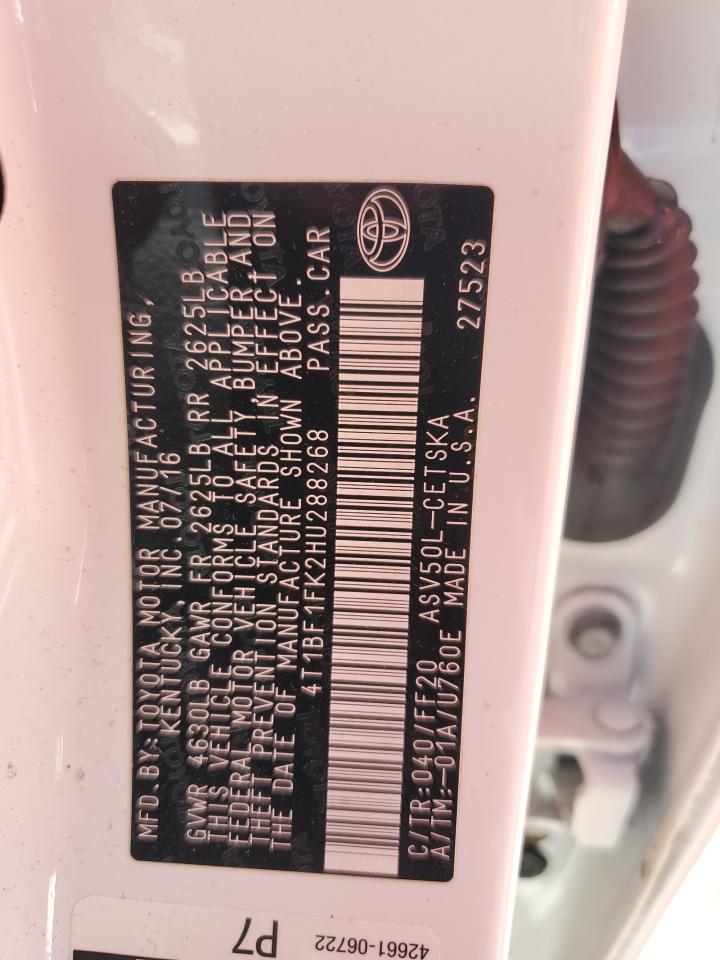 MFD.BY:TOYOTA MOTOR MANUFACTURING,
KENTUCKY, INC.07/16
GVWR 4630LB GAWR FR 2625LB RR 2625LB
THIS VEHICLE CONFORMS TO ALL APPLICABLE
FEDERAL MOTOR VEHICLE SAFETY,BUMPER,AND
THEFT PREVENTION STANDARDS IN EFFECT ON
THE DATE OF MANUFACTURE SHOWN ABOVE.
4T1BF1FK2HU288268 PASS.CAR
C/TR:040/FF20 ASV50L-CETSKA 27523
A/TM:-01A/U760E MADE IN U.S.A.
P7
42661-06722